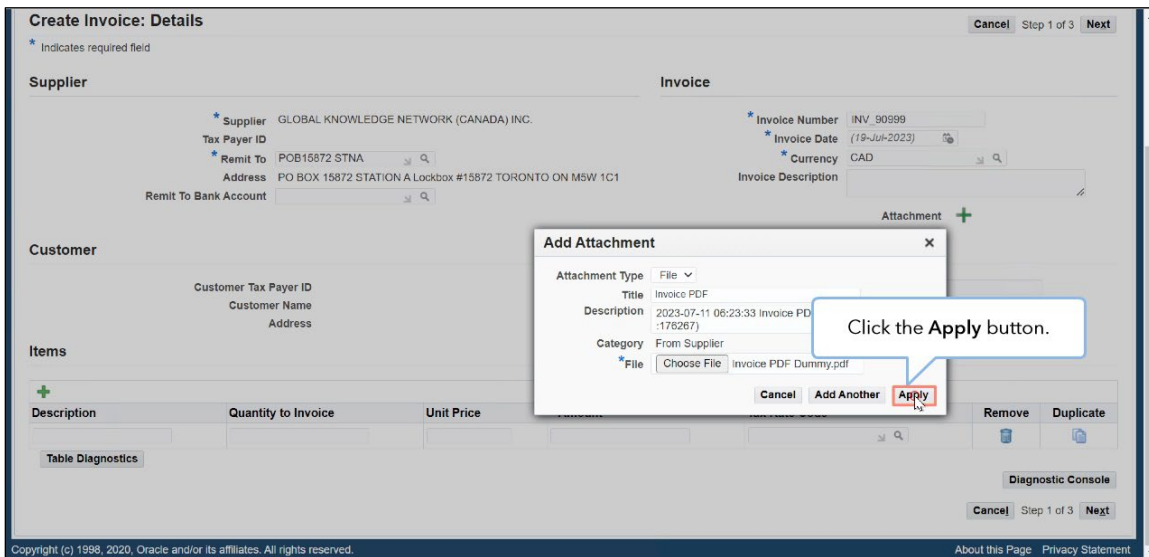 Create Invoice: Details
Cancel Step 1 of 3 Next
* Indicates required field
Supplier
* Supplier GLOBAL KNOWLEDGE NETWORK (CANADA) INC.
Tax Payer ID
* Remit To POB15872 STNA
Address PO BOX 15872 STATION A Lockbox #15872 TORONTO ON M5W 1C1
Remit To Bank Account
Invoice
* Invoice Number INV_90999
* Invoice Date (19-Jul-2023)
* Currency CAD
Invoice Description
Attachment
Customer
Customer Tax Payer ID
Customer Name
Address
Add Attachment
Attachment Type File
Title Invoice PDF
Description 2023-07-11 06:23:33 Invoice PD
:176267)
Category From Supplier
* File Choose File Invoice PDF Dummy.pdf
Cancel Add Another Apply
Click the Apply button.
Items
Description Quantity to Invoice Unit Price Remove Duplicate
Table Diagnostics
Diagnostic Console
Cancel Step 1 of 3 Next
Copyright (c) 1998, 2020, Oracle and/or its affiliates. All rights reserved.
About this Page Privacy Statement